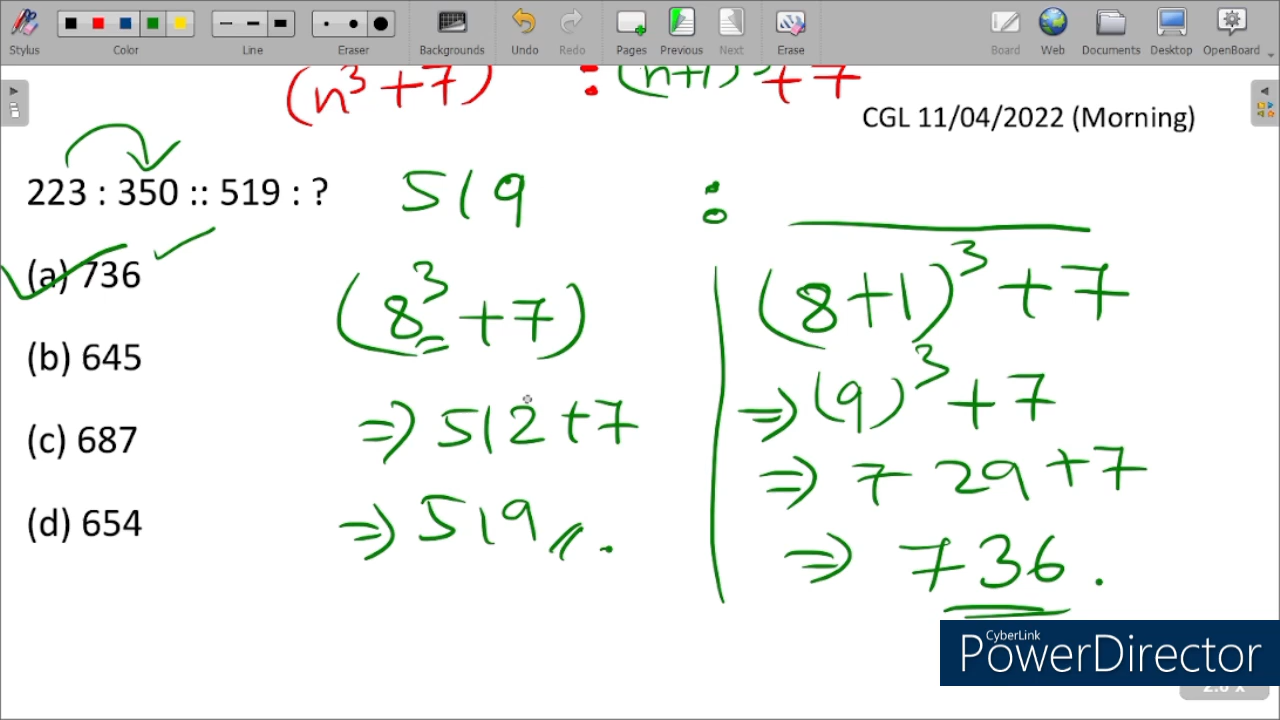 Stylus Color Line Eraser Backgrounds Undo Redo Pages Previous Next Erase Board Web Documents Desktop OpenBoard
(n³+7) : (n+1)³+7
CGL 11/04/2022 (Morning)
223 : 350 :: 519 : ?
519 :
(a) 736
(8³+7) (8+1)³+7
(b) 645
=> (9)³+7
(c) 687
=> 512+7
=> 729+7
(d) 654
=> 519
=> 736.
CyberLink
PowerDirector
2.0 x